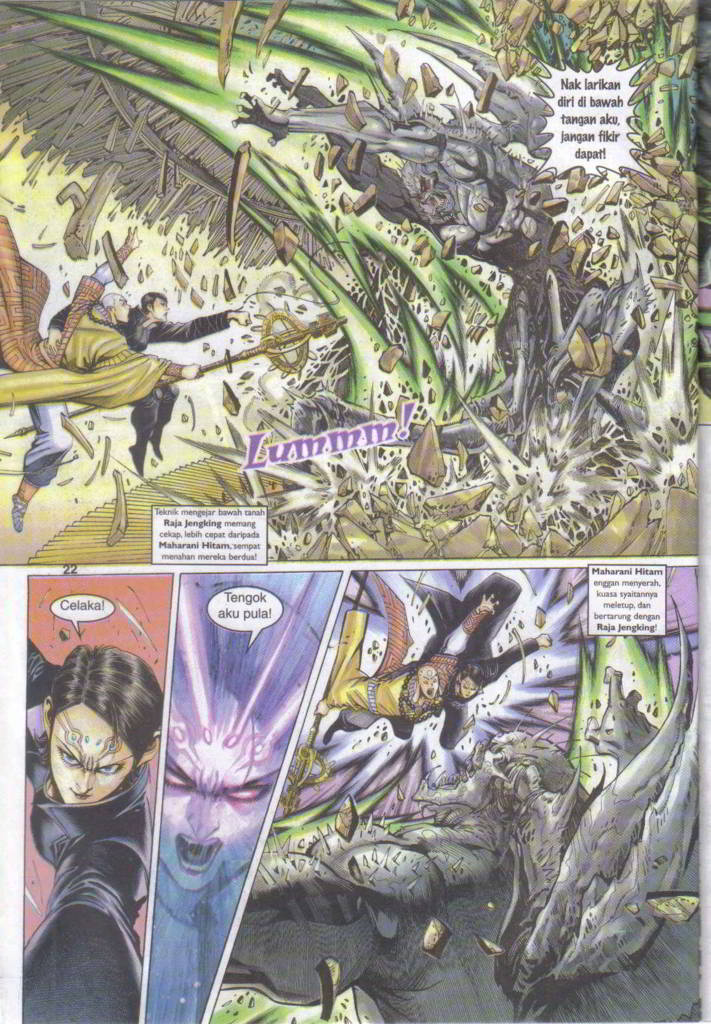 Nak larikan
diri di bawah
tangan aku,
jangan fikir
dapat!
Lummm!
Teknik mengejar bawah tanah
Raja Jengking memang
cekap, lebih cepat daripada
Maharani Hitam, sempat
menahan mereka berdua!
22
Celaka!
Tengok
aku pula!
Maharani Hitam
enggan menyerah,
kuasa syaitannya
meletup, dan
bertarung dengan
Raja Jengking!